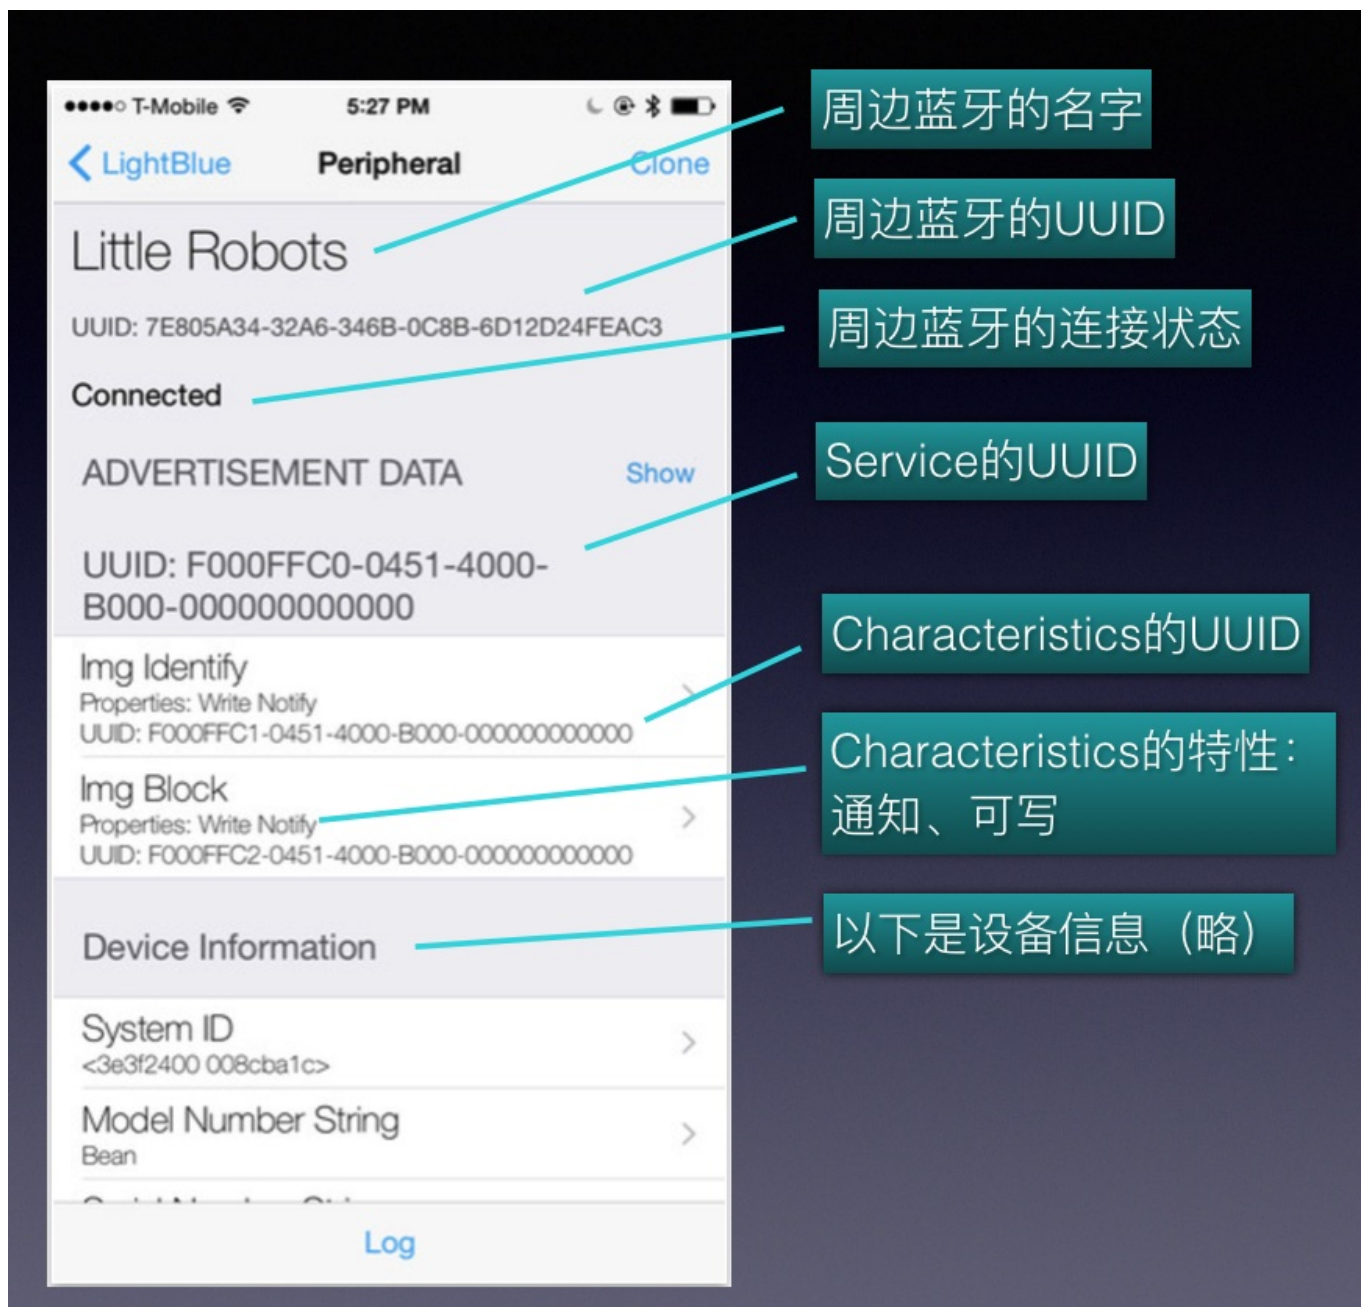 T-Mobile 5:27 PM
LightBlue Peripheral Clone
Little Robots
UUID: 7E805A34-32A6-346B-0C8B-6D12D24FEAC3
Connected
ADVERTISEMENT DATA Show
UUID: F000FFC0-0451-4000-
B000-000000000000
Img Identify
Properties: Write Notify
UUID: F000FFC1-0451-4000-B000-000000000000
Img Block
Properties: Write Notify
UUID: F000FFC2-0451-4000-B000-000000000000
Device Information
System ID
<3e3f2400 008cba1c>
Model Number String
Bean
Log
周边蓝牙的名字
周边蓝牙的UUID
周边蓝牙的连接状态
Service的UUID
Characteristics的UUID
Characteristics的特性：
通知、可写
以下是设备信息（略）